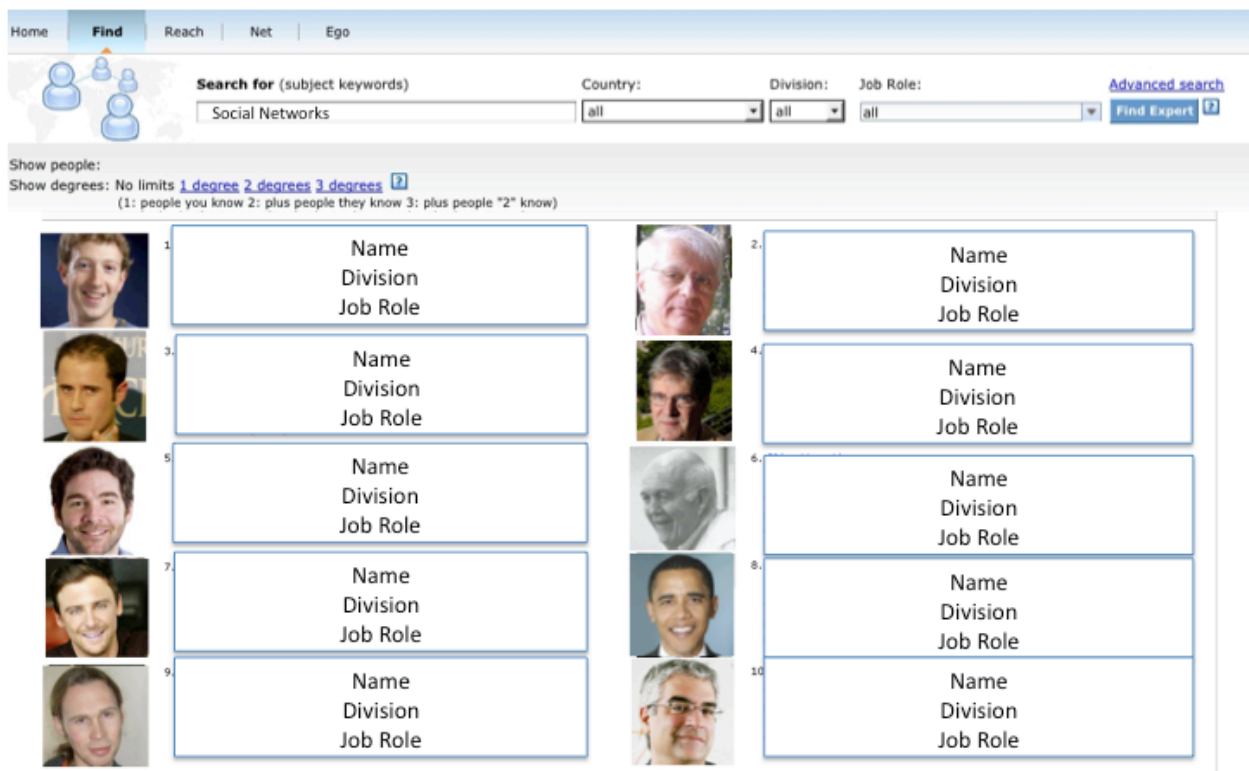 Home Find Reach Net Ego
Search for (subject keywords) Country: Division: Job Role: Advanced search
Social Networks all all all Find Expert ?
Show people:
Show degrees: No limits 1 degree 2 degrees 3 degrees ?
(1: people you know 2: plus people they know 3: plus people "2" know)
1
Name
Division
Job Role
2.
Name
Division
Job Role
3.
Name
Division
Job Role
4.
Name
Division
Job Role
5
Name
Division
Job Role
6.
Name
Division
Job Role
7.
Name
Division
Job Role
8.
Name
Division
Job Role
9.
Name
Division
Job Role
10
Name
Division
Job Role